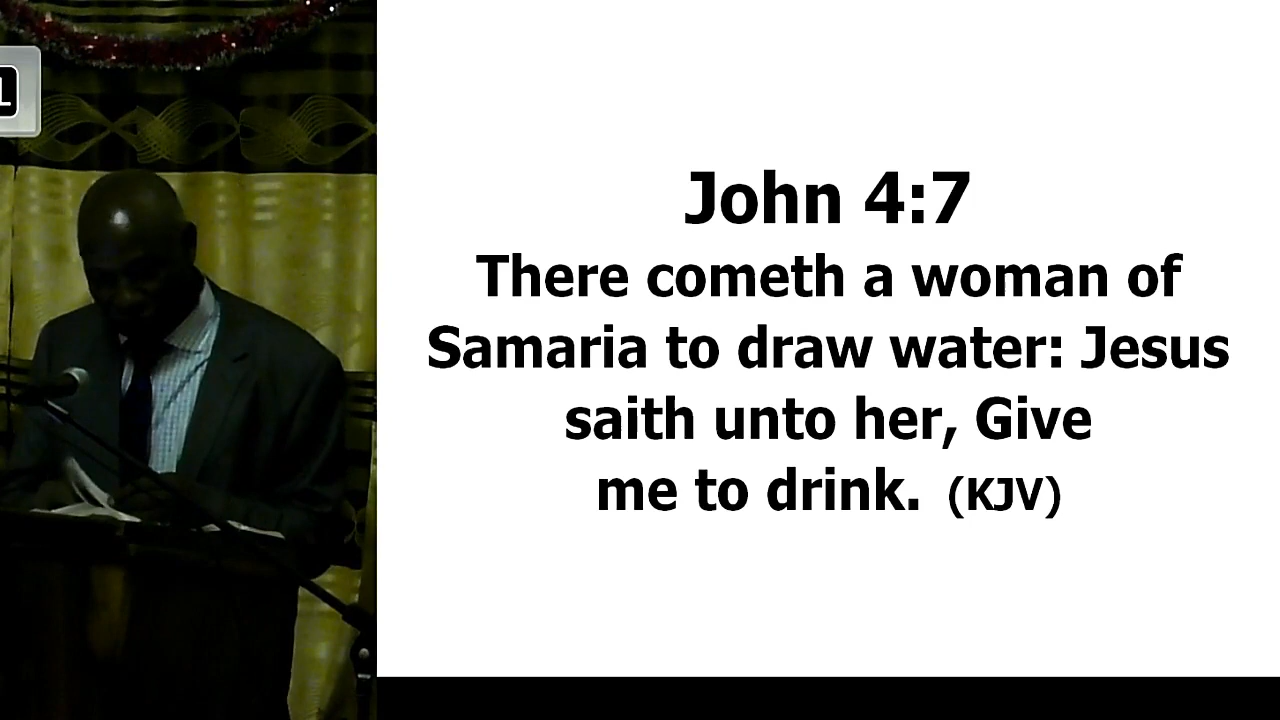 John 4:7
There cometh a woman of
Samaria to draw water: Jesus
saith unto her, Give
me to drink. (KJV)